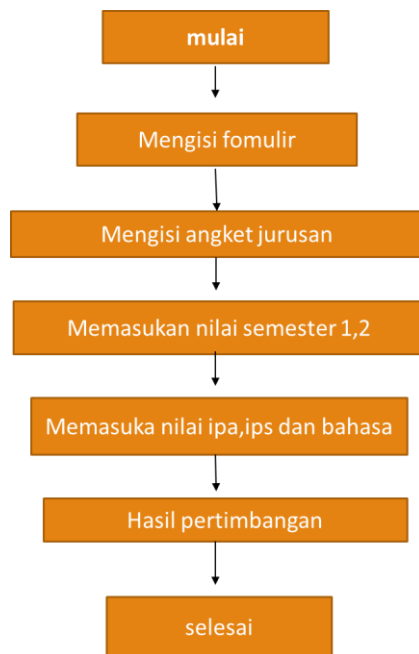 mulai
Mengisi fomulir
Mengisi angket jurusan
Memasukan nilai semester 1,2
Memasuka nilai ipa,ips dan bahasa
Hasil pertimbangan
selesai